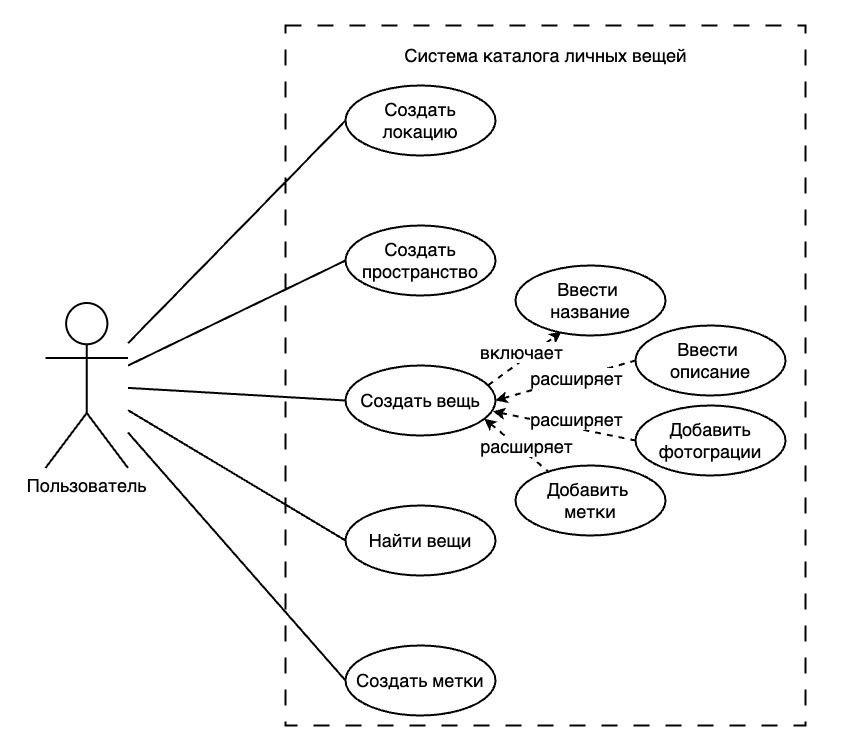 Система каталога личных вещей
Создать
локацию
Создать
пространство
Ввести
название
включает
Ввести
описание
расширяет
Создать вещь
расширяет
Добавить
фотограции
расширяет
Добавить
метки
Пользователь
Найти вещи
Создать метки